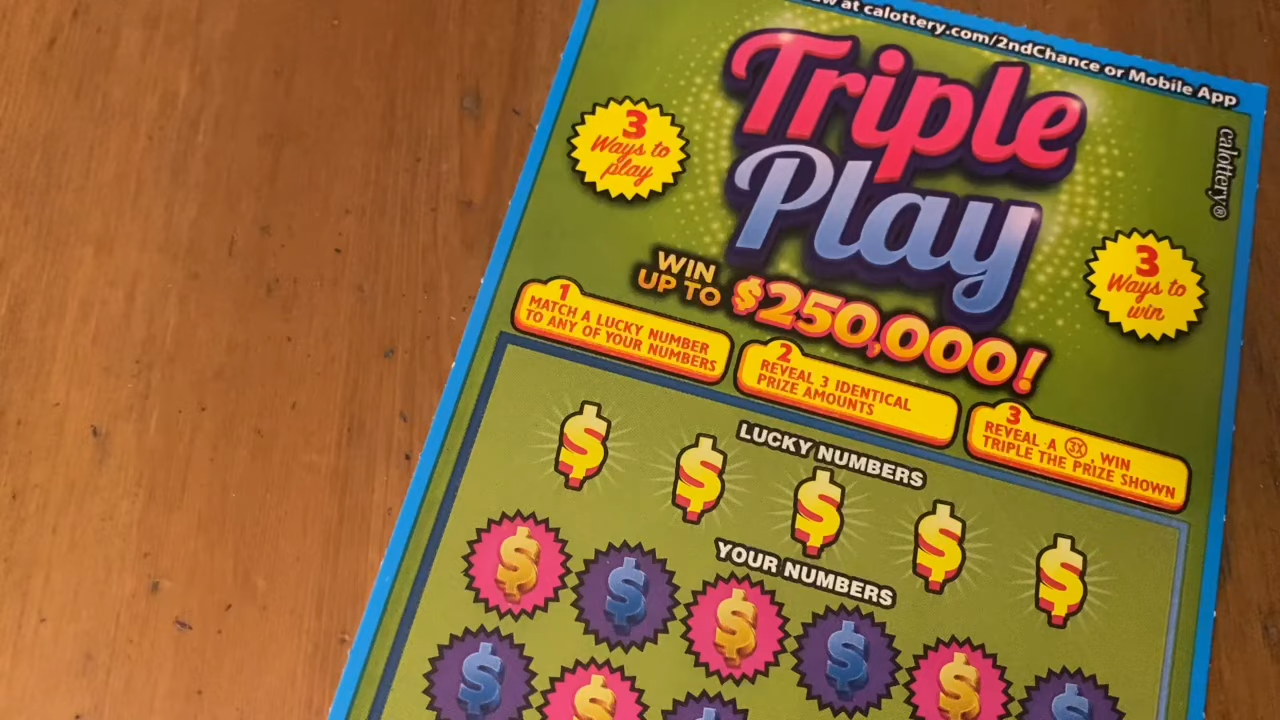 at calottery.com/2ndChance or Mobile App
calottery®
Triple
Play
3
Ways to
play
3
Ways to
win
WIN
UP TO
$250,000!
1
MATCH A LUCKY NUMBER
TO ANY OF YOUR NUMBERS
2
REVEAL 3 IDENTICAL
PRIZE AMOUNTS
3
REVEAL A 3X, WIN
TRIPLE THE PRIZE SHOWN
LUCKY NUMBERS
$ $ $ $ $
YOUR NUMBERS
$ $ $ $ $ $
$ $ $